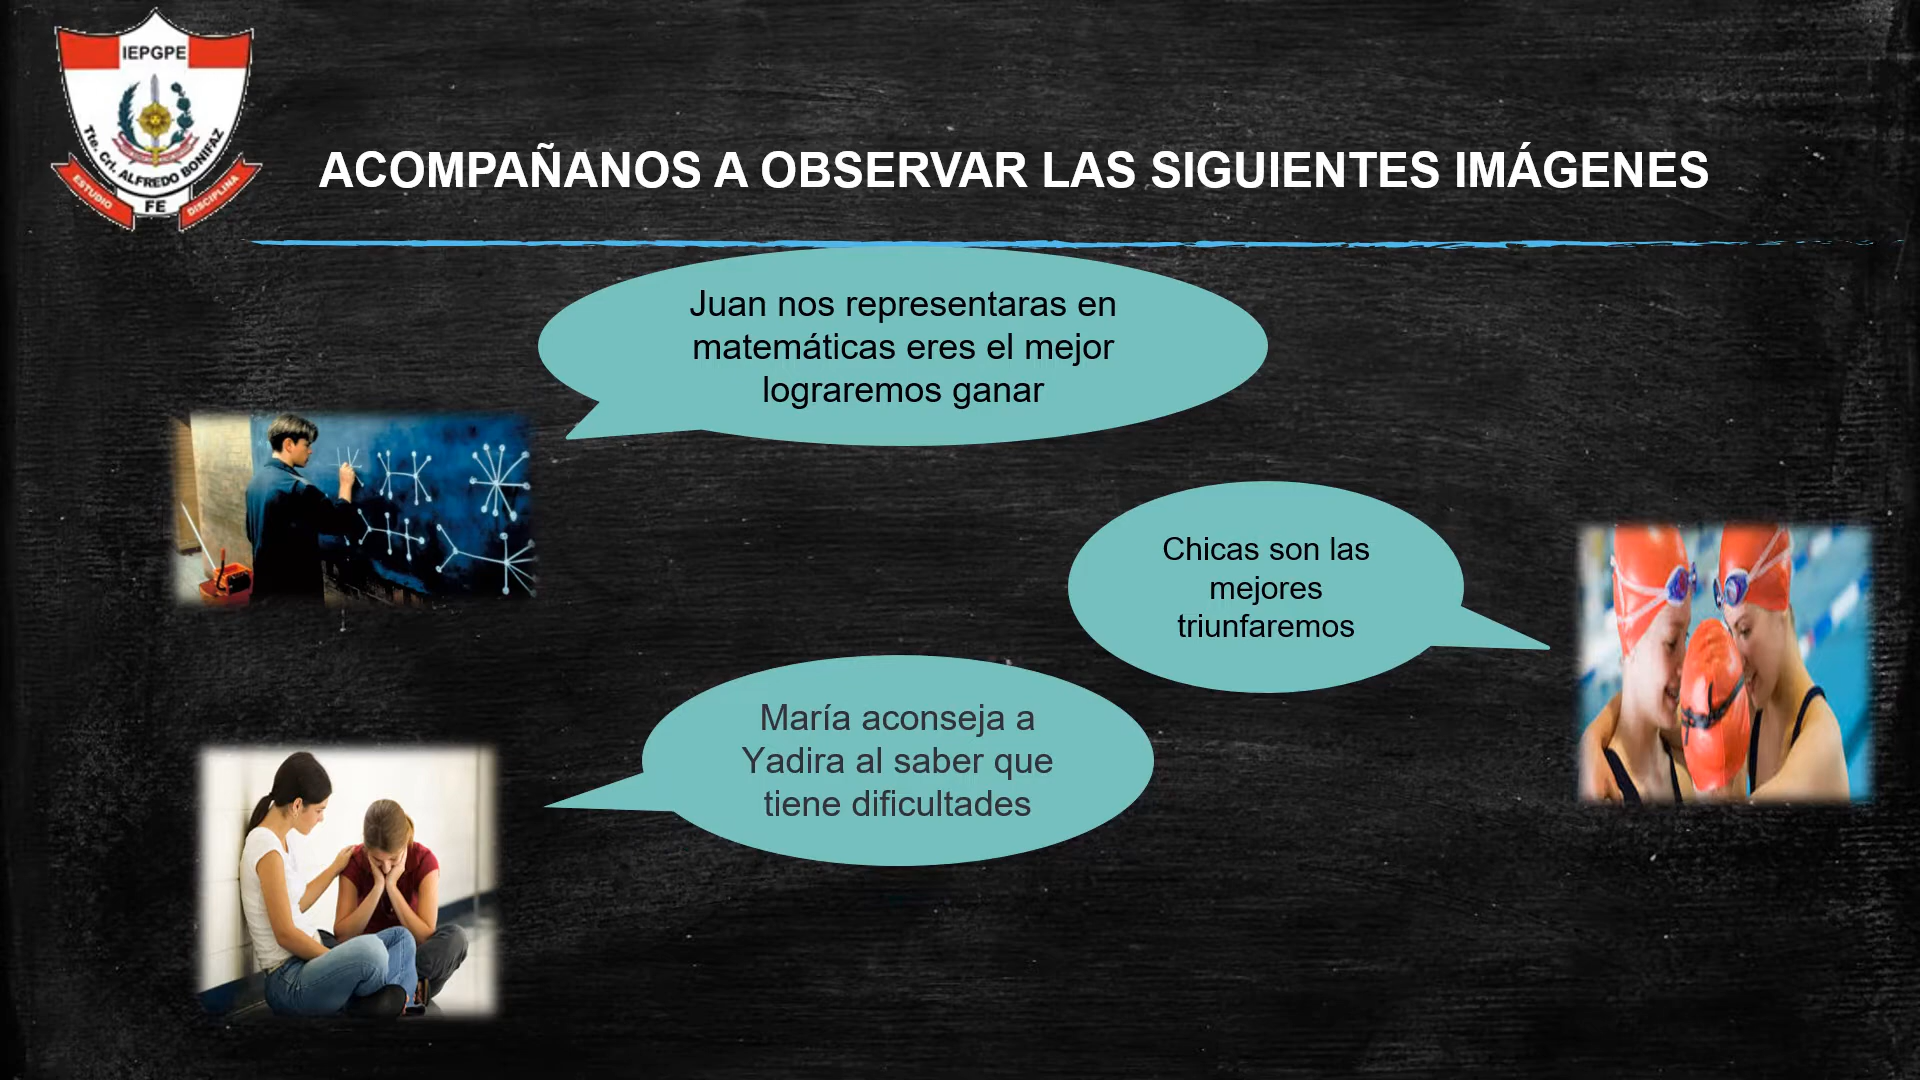 IEPGPE
Tte. Crl. ALFREDO BONIFAZ
ESTUDIO
FE
DISCIPLINA
ACOMPAÑANOS A OBSERVAR LAS SIGUIENTES IMÁGENES
Juan nos representaras en
matemáticas eres el mejor
lograremos ganar
Chicas son las
mejores
triunfaremos
María aconseja a
Yadira al saber que
tiene dificultades